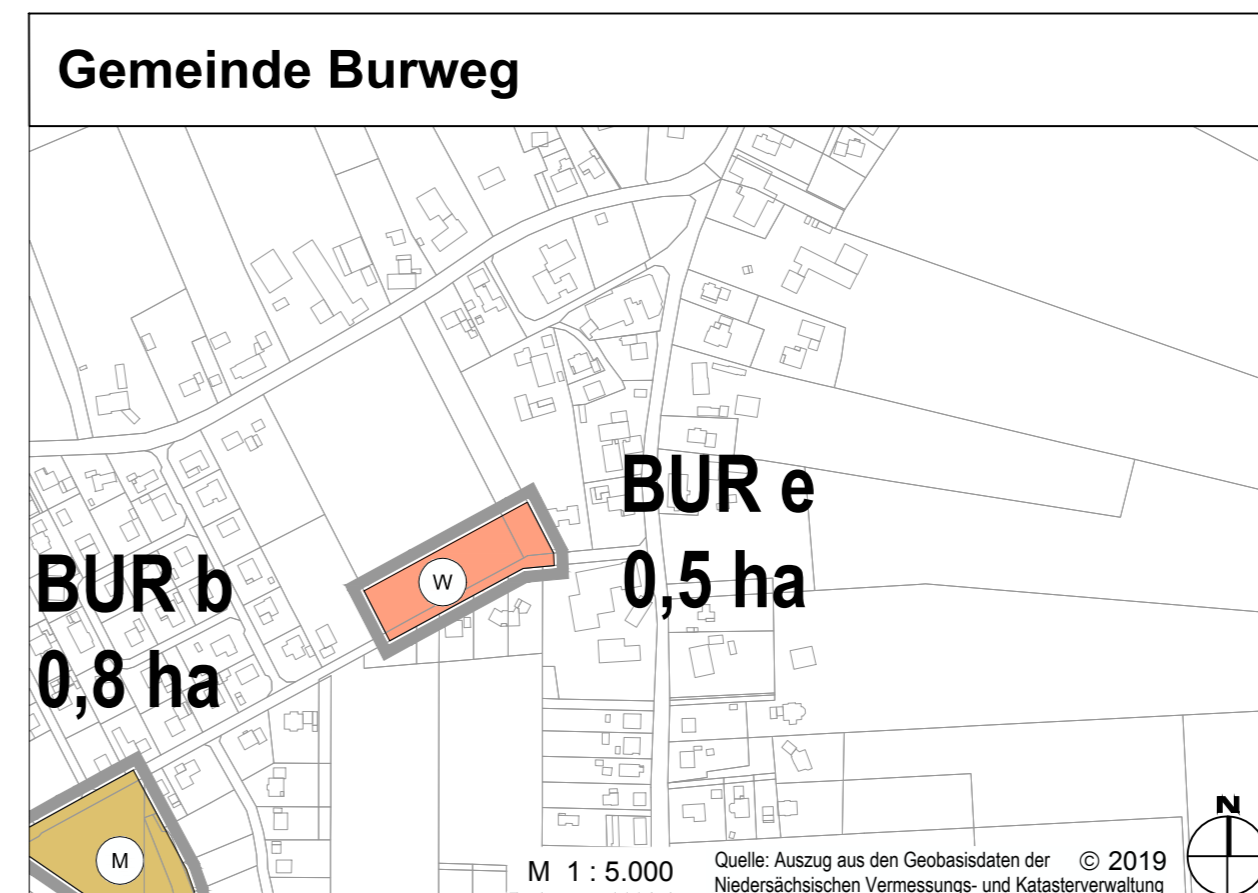 Gemeinde Burweg
BUR e
0,5 ha
W
BUR b
0,8 ha
M
N
M 1 : 5.000
Quelle: Auszug aus den Geobasisdaten der © 2019
Niedersächsischen Vermessungs- und Katasterverwaltung